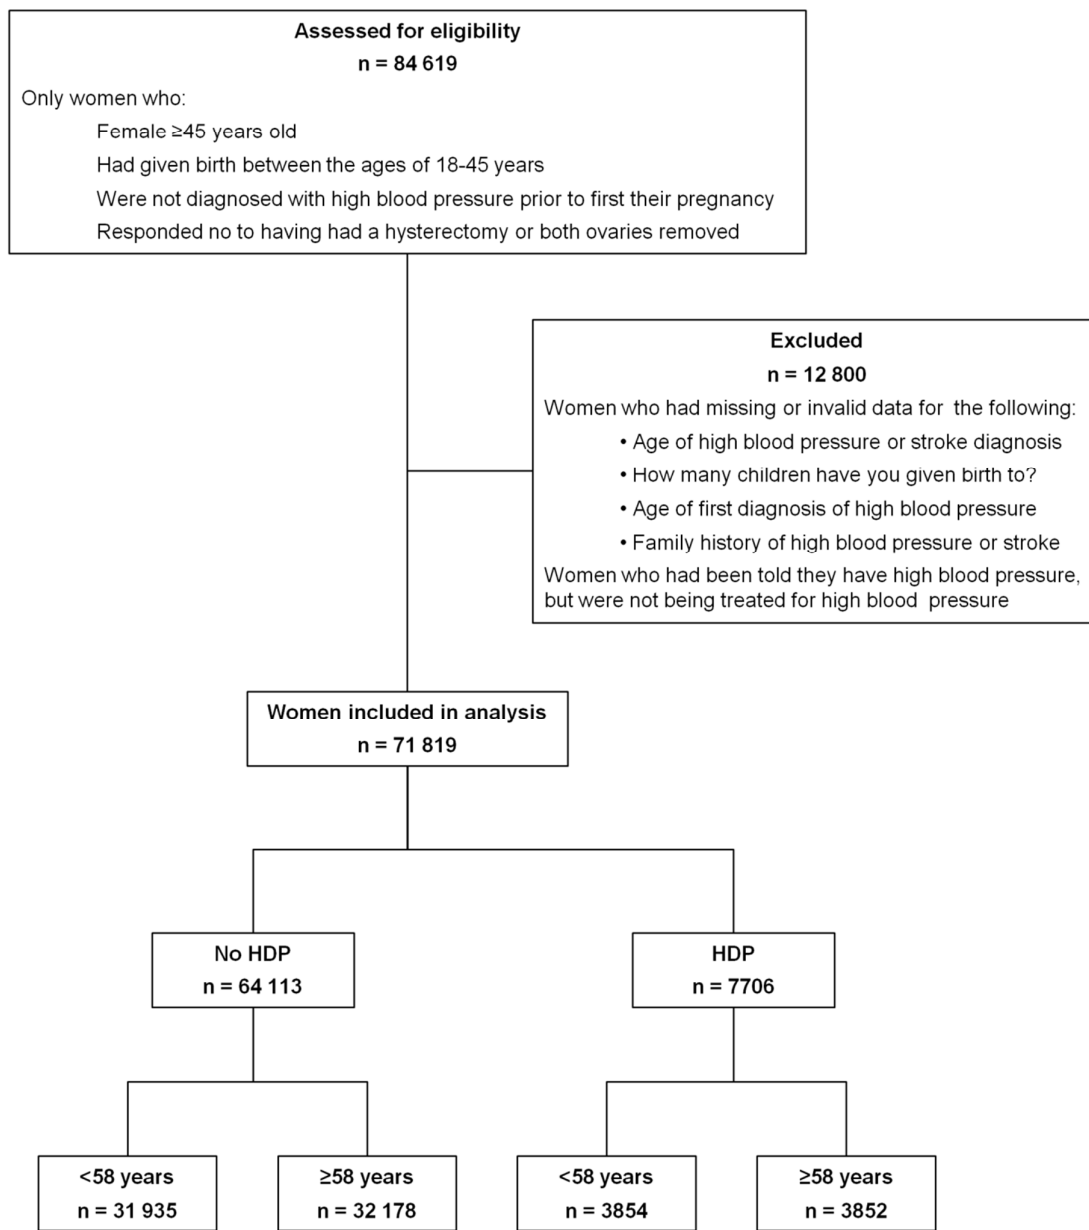 Assessed for eligibility
n = 84 619
Only women who:
Female ≥45 years old
Had given birth between the ages of 18-45 years
Were not diagnosed with high blood pressure prior to first their pregnancy
Responded no to having had a hysterectomy or both ovaries removed
Excluded
n = 12 800
Women who had missing or invalid data for the following:
• Age of high blood pressure or stroke diagnosis
• How many children have you given birth to?
• Age of first diagnosis of high blood pressure
• Family history of high blood pressure or stroke
Women who had been told they have high blood pressure,
but were not being treated for high blood pressure
Women included in analysis
n = 71 819
No HDP
n = 64 113
HDP
n = 7706
<58 years
n = 31 935
≥58 years
n = 32 178
<58 years
n = 3854
≥58 years
n = 3852